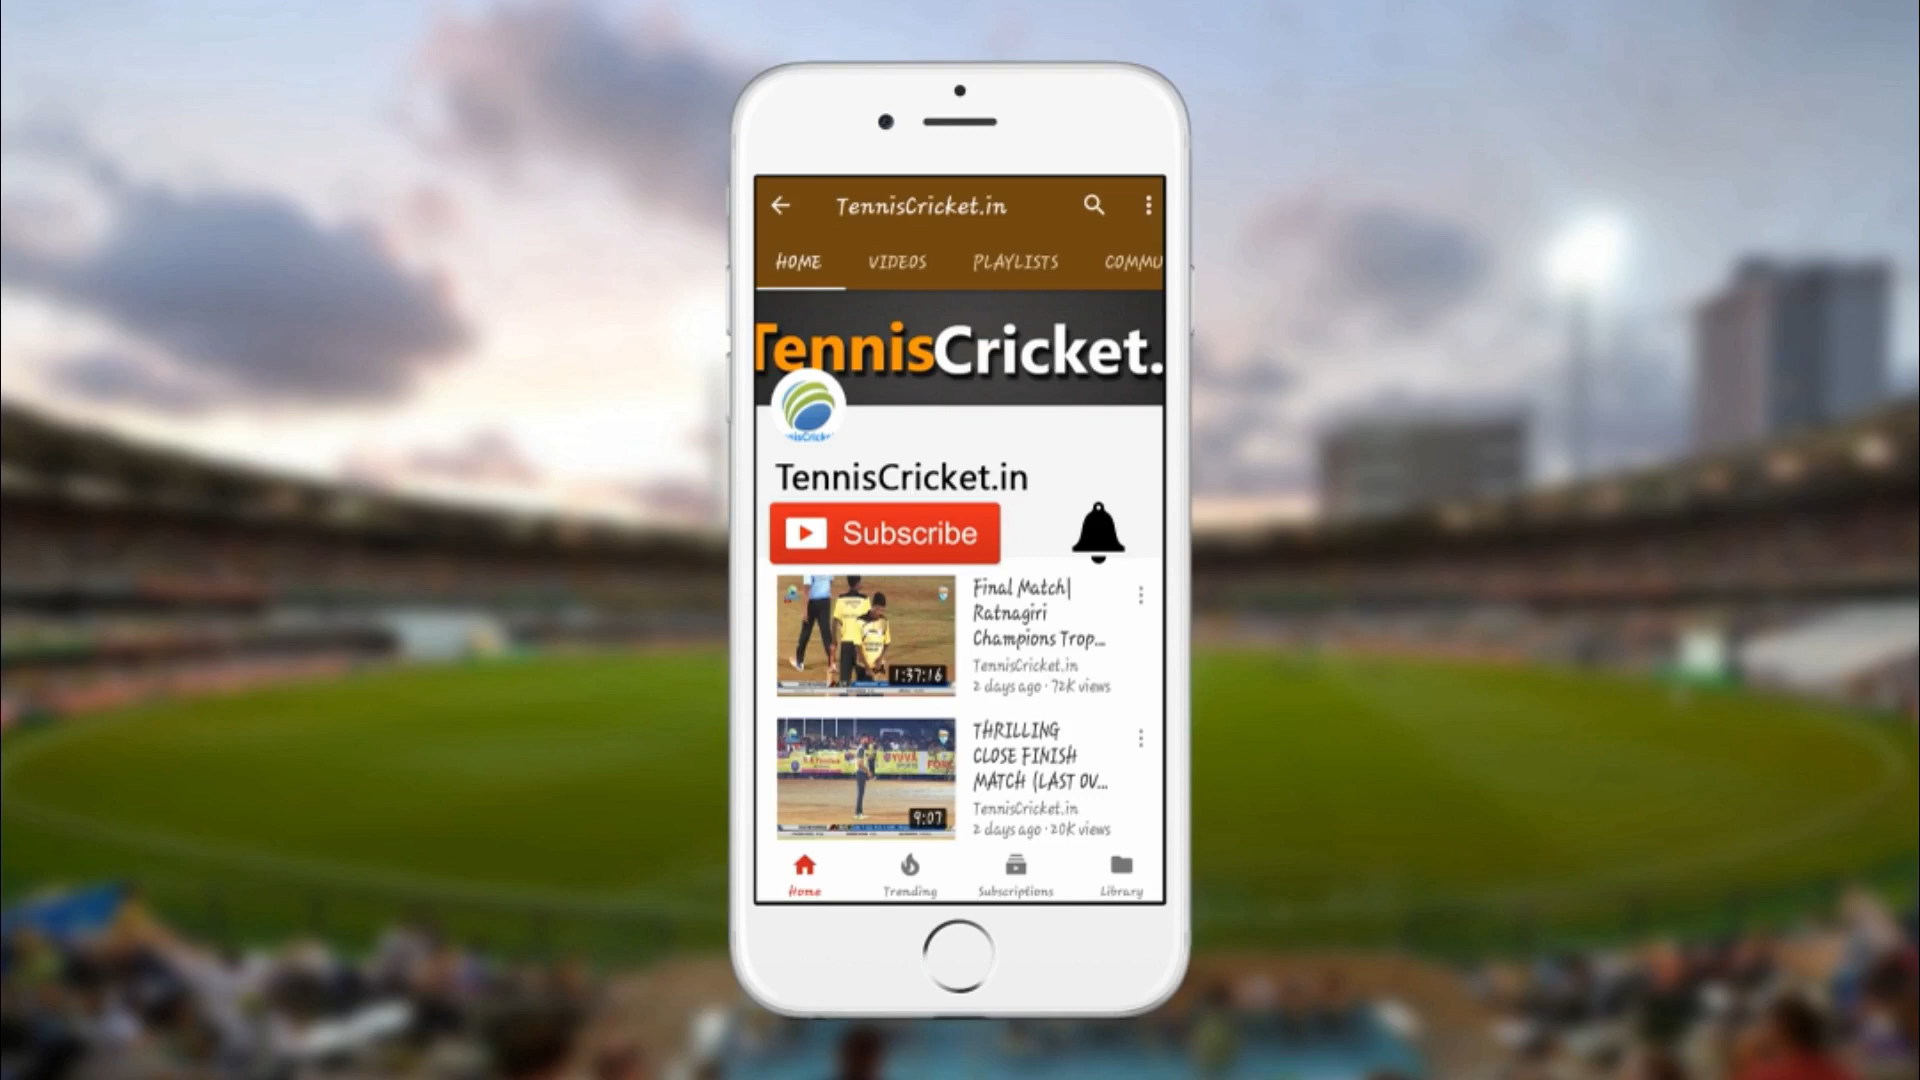 TennisCricket.in
HOME VIDEOS PLAYLISTS COMMU
TennisCricket.
TennisCricket.in
Subscribe
Final Match|
Ratnagiri
Champions Trop...
TennisCricket.in
2 days ago · 72K views
1:37:16
THRILLING
CLOSE FINISH
MATCH (LAST OV...
TennisCricket.in
2 days ago · 20K views
YUVA
9:07
Home Trending Subscriptions Library